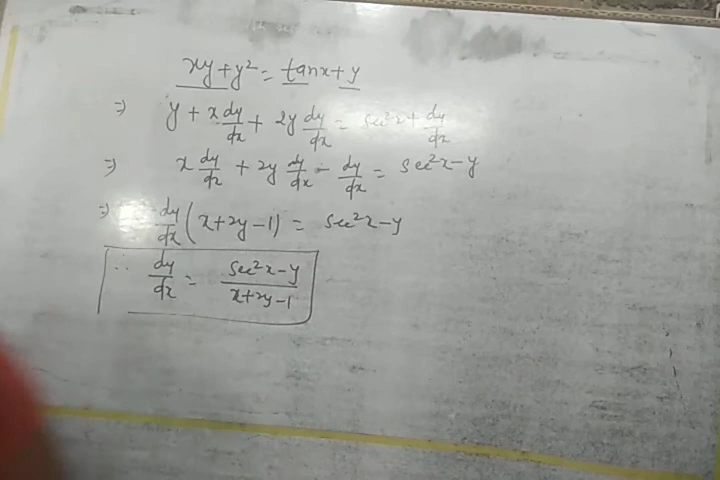 xy + y² = tanx + y
⇒ y + x dy/dx + 2y dy/dx = sec²x + dy/dx
⇒ x dy/dx + 2y dy/dx - dy/dx = sec²x - y
⇒ dy/dx (x + 2y - 1) = sec²x - y
∴ dy/dx = sec²x - y / x + 2y - 1